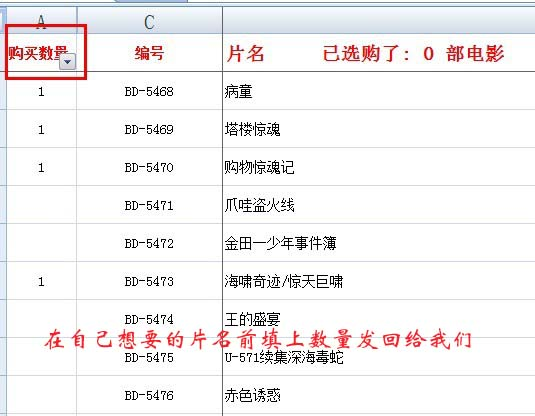 A C
购买数量 编号 片名 已选购了: 0 部电影
1 BD-5468 病童
1 BD-5469 塔楼惊魂
1 BD-5470 购物惊魂记
BD-5471 爪哇盗火线
BD-5472 金田一少年事件簿
1 BD-5473 海啸奇迹/惊天巨啸
BD-5474 王的盛宴
在自己想要的片名前填上数量发回给我们
BD-5475 U-571续集深海毒蛇
BD-5476 赤色诱惑